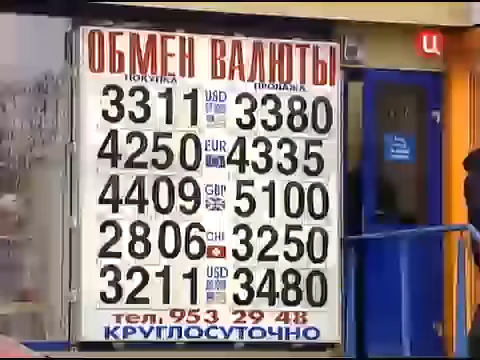 ОБМЕН ВАЛЮТЫ
ПОКУПКА ПРОДАЖА
3311 USD 3380
4250 EUR 4335
4409 GBP 5100
2806 CHF 3250
3211 USD 3480
тел. 953 29 48
КРУГЛОСУТОЧНО
Ц